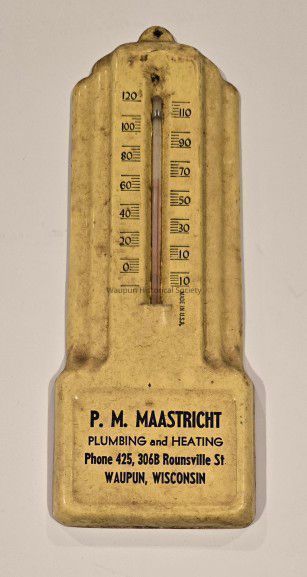 120
110
100
90
80
70
60
50
40
30
20
10
0
10
MADE IN U.S.A.
Waupun Historical Society
P. M. MAASTRICHT
PLUMBING and HEATING
Phone 425, 306B Rounsville St.
WAUPUN, WISCONSIN